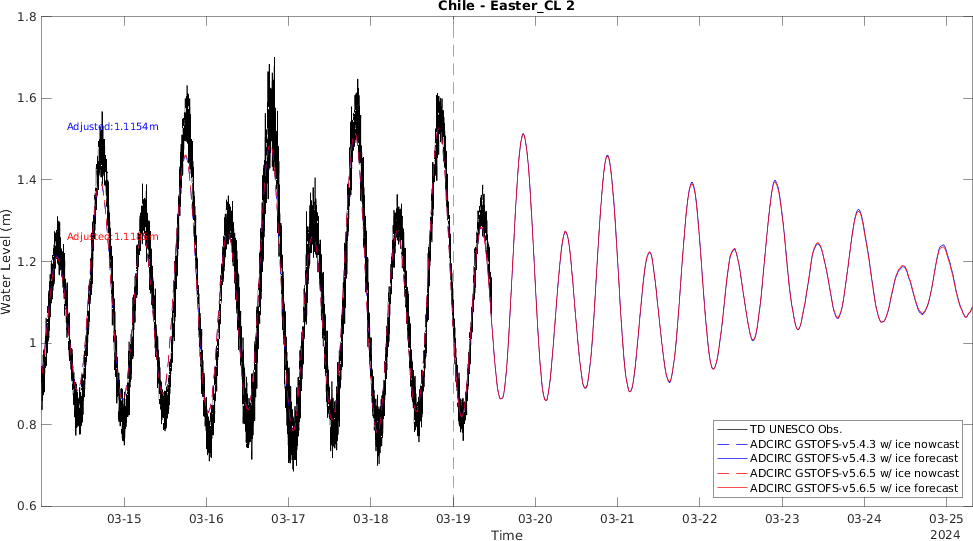 Chile - Easter_CL 2
Water Level (m)
1.8
1.6
1.4
1.2
1
0.8
0.6
Adjusted:1.1154m
03-15
03-16
03-17
03-18
03-19
03-20
03-21
03-22
03-23
03-24
03-25
2024
Time
TD UNESCO Obs.
ADCIRC GSTOFS-v5.4.3 w/ ice nowcast
ADCIRC GSTOFS-v5.4.3 w/ ice forecast
ADCIRC GSTOFS-v5.6.5 w/ ice nowcast
ADCIRC GSTOFS-v5.6.5 w/ ice forecast